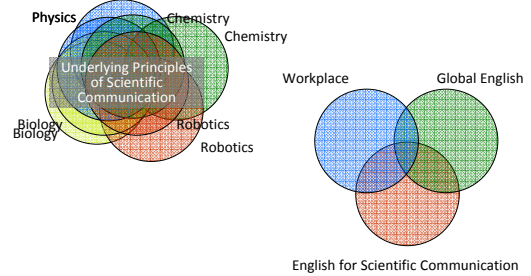 Physics
Chemistry
Chemistry
Underlying Principles
of Scientific
Communication
Biology
Biology
Robotics
Robotics
Workplace
Global English
English for Scientific Communication